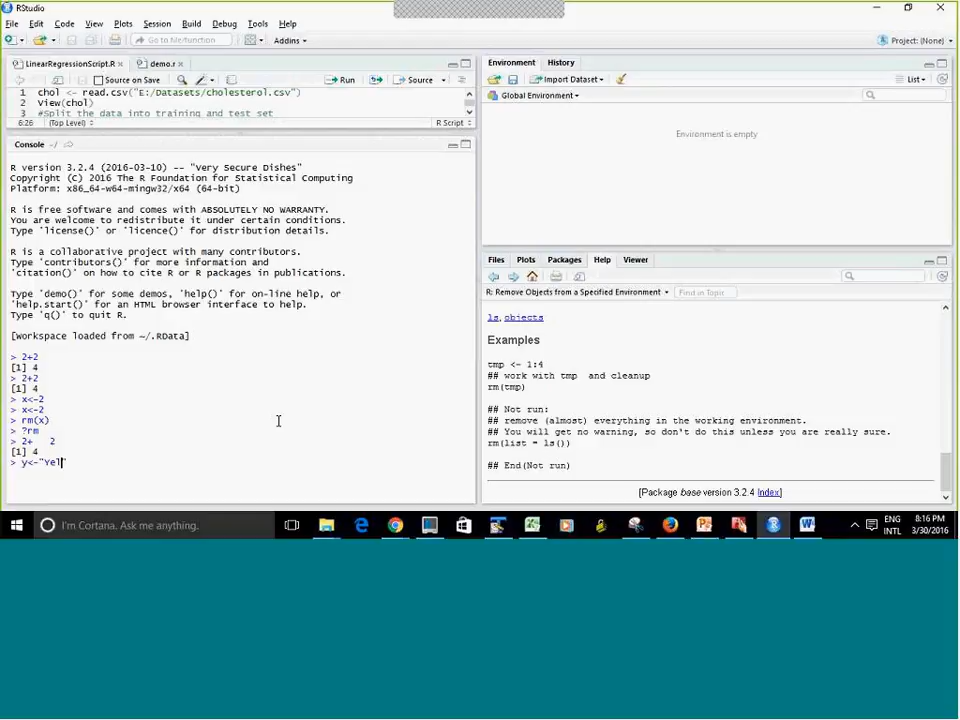 RStudio
File Edit Code View Plots Session Build Debug Tools Help
Go to file/function Addins Project: (None)
LinearRegressionScript.R × demo.r ×
Source on Save Run Source
1 chol <- read.csv("E:/Datasets/cholesterol.csv")
2 View(chol)
3 #Split the data into training and test set
6:26 (Top Level) R Script
Console ~/
R version 3.2.4 (2016-03-10) -- "Very Secure Dishes"
Copyright (C) 2016 The R Foundation for Statistical Computing
Platform: x86_64-w64-mingw32/x64 (64-bit)
R is free software and comes with ABSOLUTELY NO WARRANTY.
You are welcome to redistribute it under certain conditions.
Type 'license()' or 'licence()' for distribution details.
R is a collaborative project with many contributors.
Type 'contributors()' for more information and
'citation()' on how to cite R or R packages in publications.
Type 'demo()' for some demos, 'help()' for on-line help, or
'help.start()' for an HTML browser interface to help.
Type 'q()' to quit R.
[workspace loaded from ~/.RData]
> 2+2
[1] 4
> 2+2
[1] 4
> x<-2
> x<-2
> rm(x)
> ?rm
> 2+   2
[1] 4
> y<-"Yel"
Environment History
Import Dataset List
Global Environment
Environment is empty
Files Plots Packages Help Viewer
R: Remove Objects from a Specified Environment Find in Topic
ls, objects
Examples
tmp <- 1:4
## work with tmp  and cleanup
rm(tmp)
## Not run:
## remove (almost) everything in the working environment.
## You will get no warning, so don't do this unless you are really sure.
rm(list = ls())
## End(Not run)
[Package base version 3.2.4 Index]
I'm Cortana. Ask me anything.
ENG
INTL
8:16 PM
3/30/2016